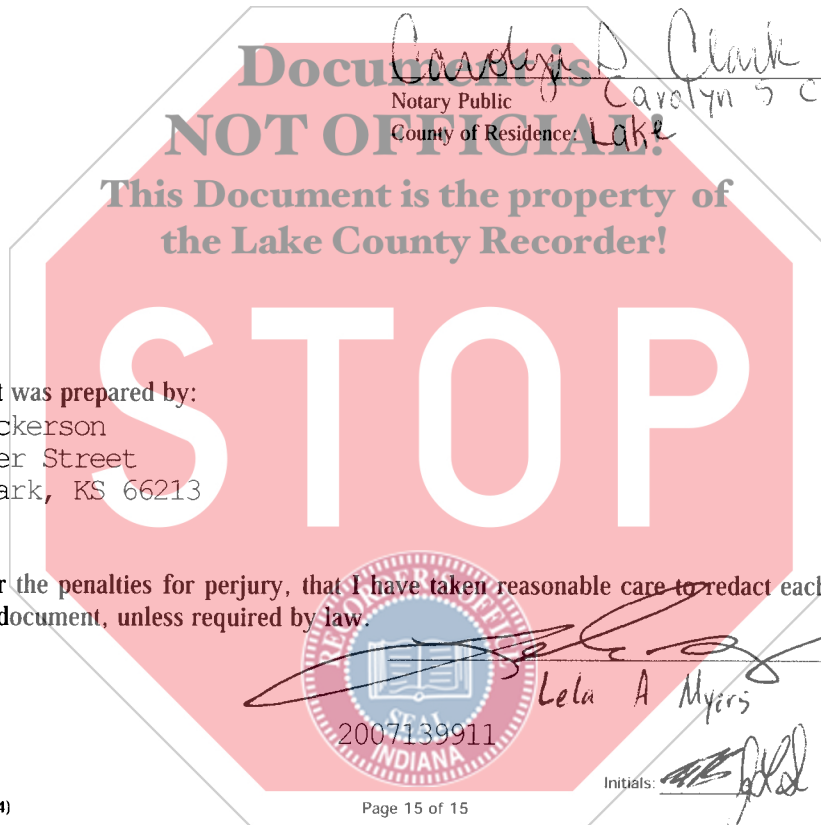 Document is
NOT OFFICIAL!
This Document is the property of
the Lake County Recorder!
STOP
Carolyn S Clark
Notary Public
Carolyn S C
County of Residence: Lake
t was prepared by:
ckerson
er Street
ark, KS 66213
r the penalties for perjury, that I have taken reasonable care to redact each
document, unless required by law.
Lela A Myers
RECORDER'S OFFICE
SEAL
INDIANA
2007139911
Initials:
4)
Page 15 of 15